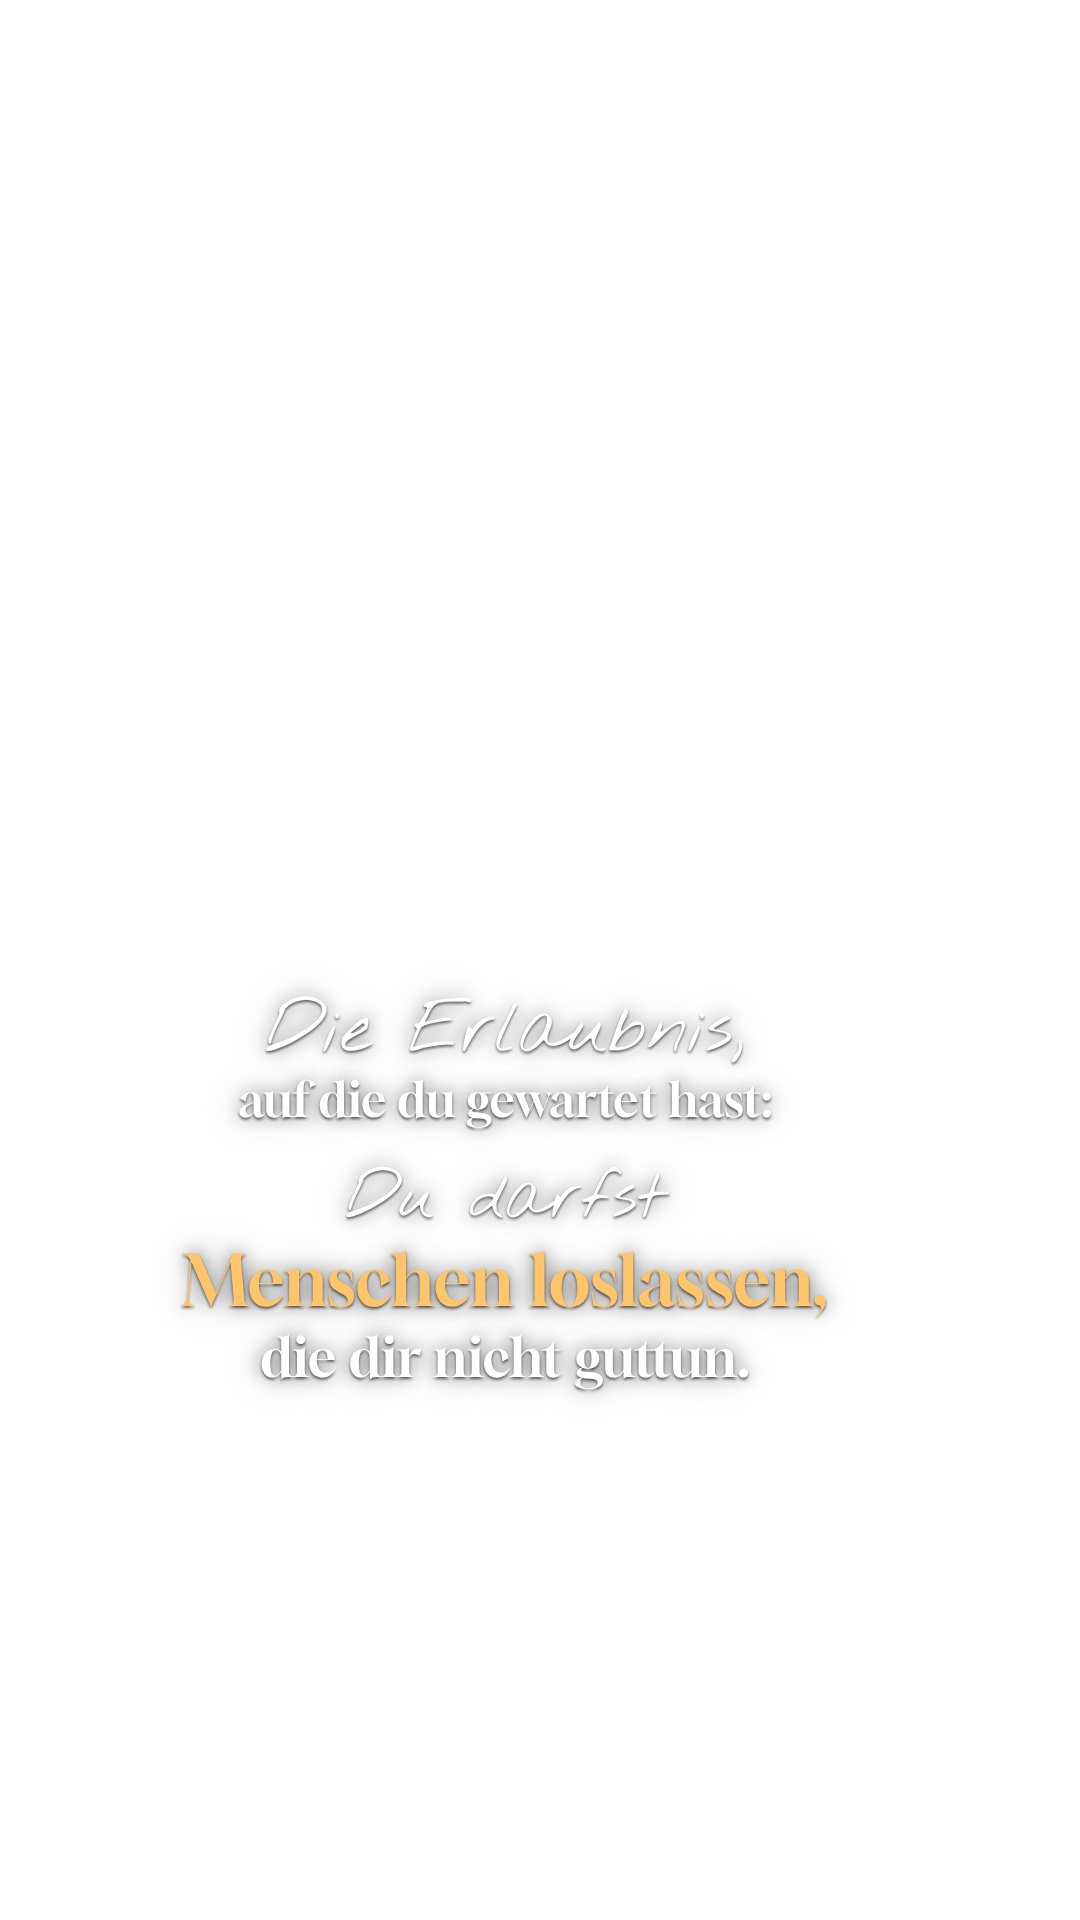 Die Erlaubnis,
auf die du gewartet hast:
Du darfst
Menschen loslassen,
die dir nicht guttun.